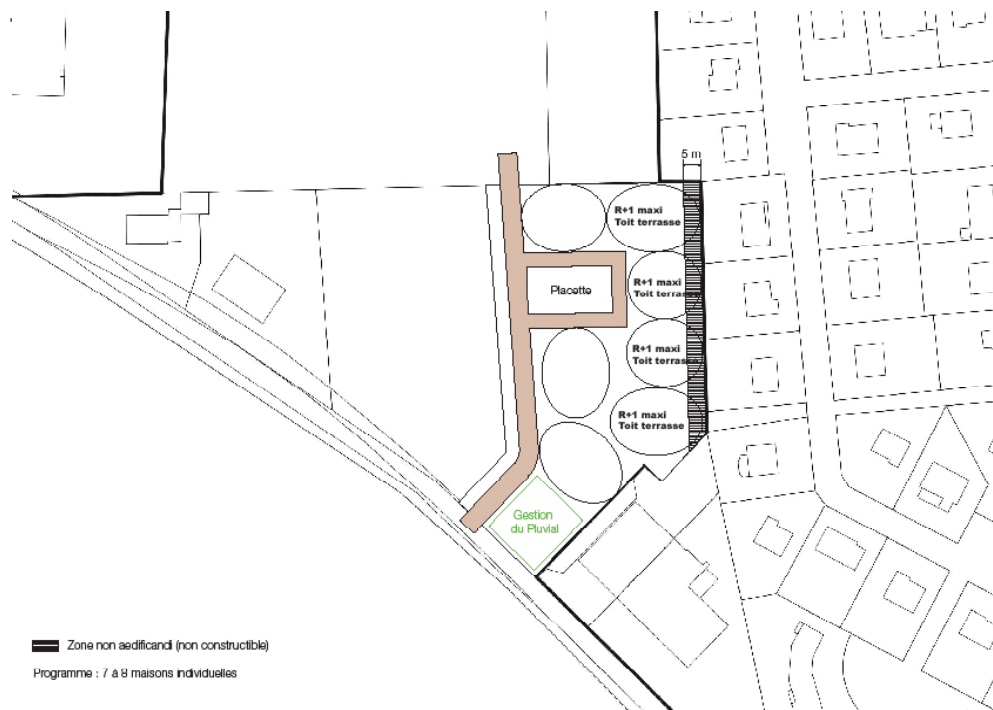 5 m
R+1 maxi
Toit terrasse
R+1 maxi
Toit terrasse
Placette
R+1 maxi
Toit terrasse
R+1 maxi
Toit terrasse
Gestion
du Pluvial
Zone non aedificandi (non constructible)
Programme : 7 à 8 maisons individuelles